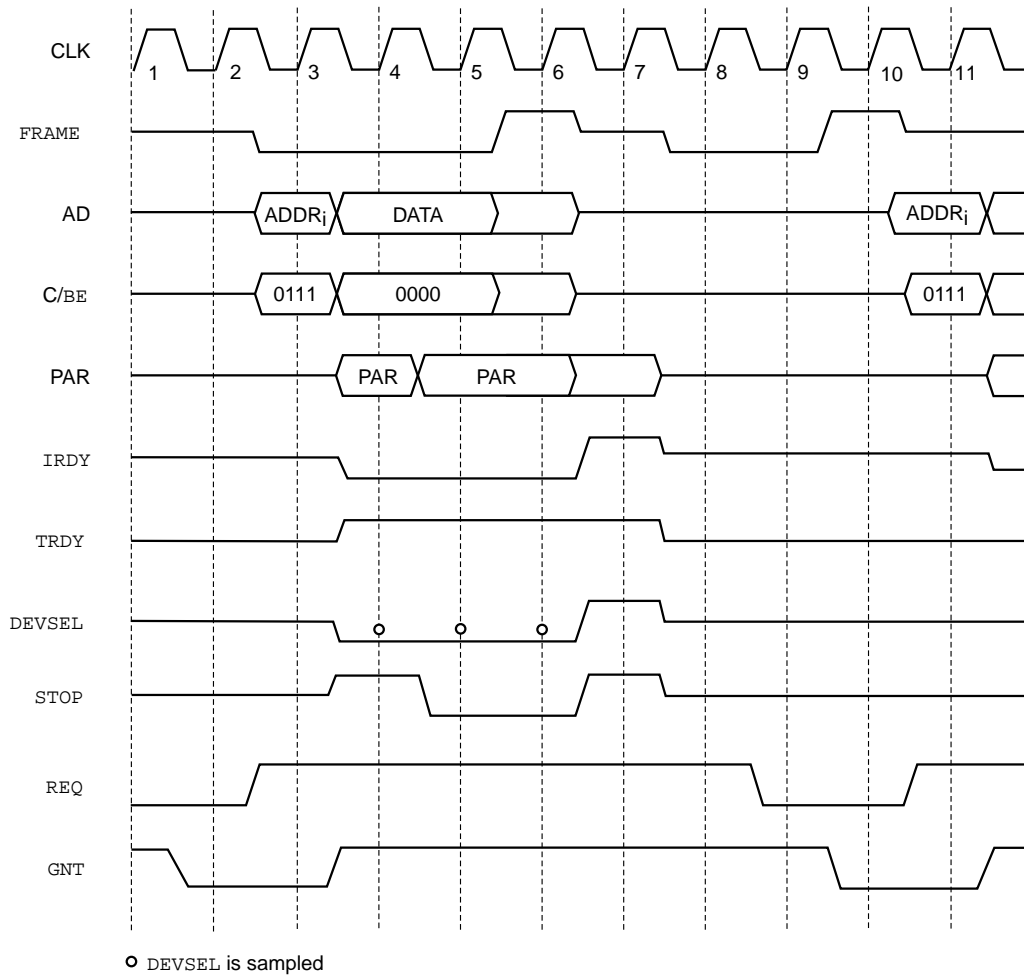 CLK
1 2 3 4 5 6 7 8 9 10 11
FRAME
AD
ADDRi DATA ADDRi
C/BE
0111 0000 0111
PAR
PAR PAR
IRDY
TRDY
DEVSEL
STOP
REQ
GNT
DEVSEL is sampled